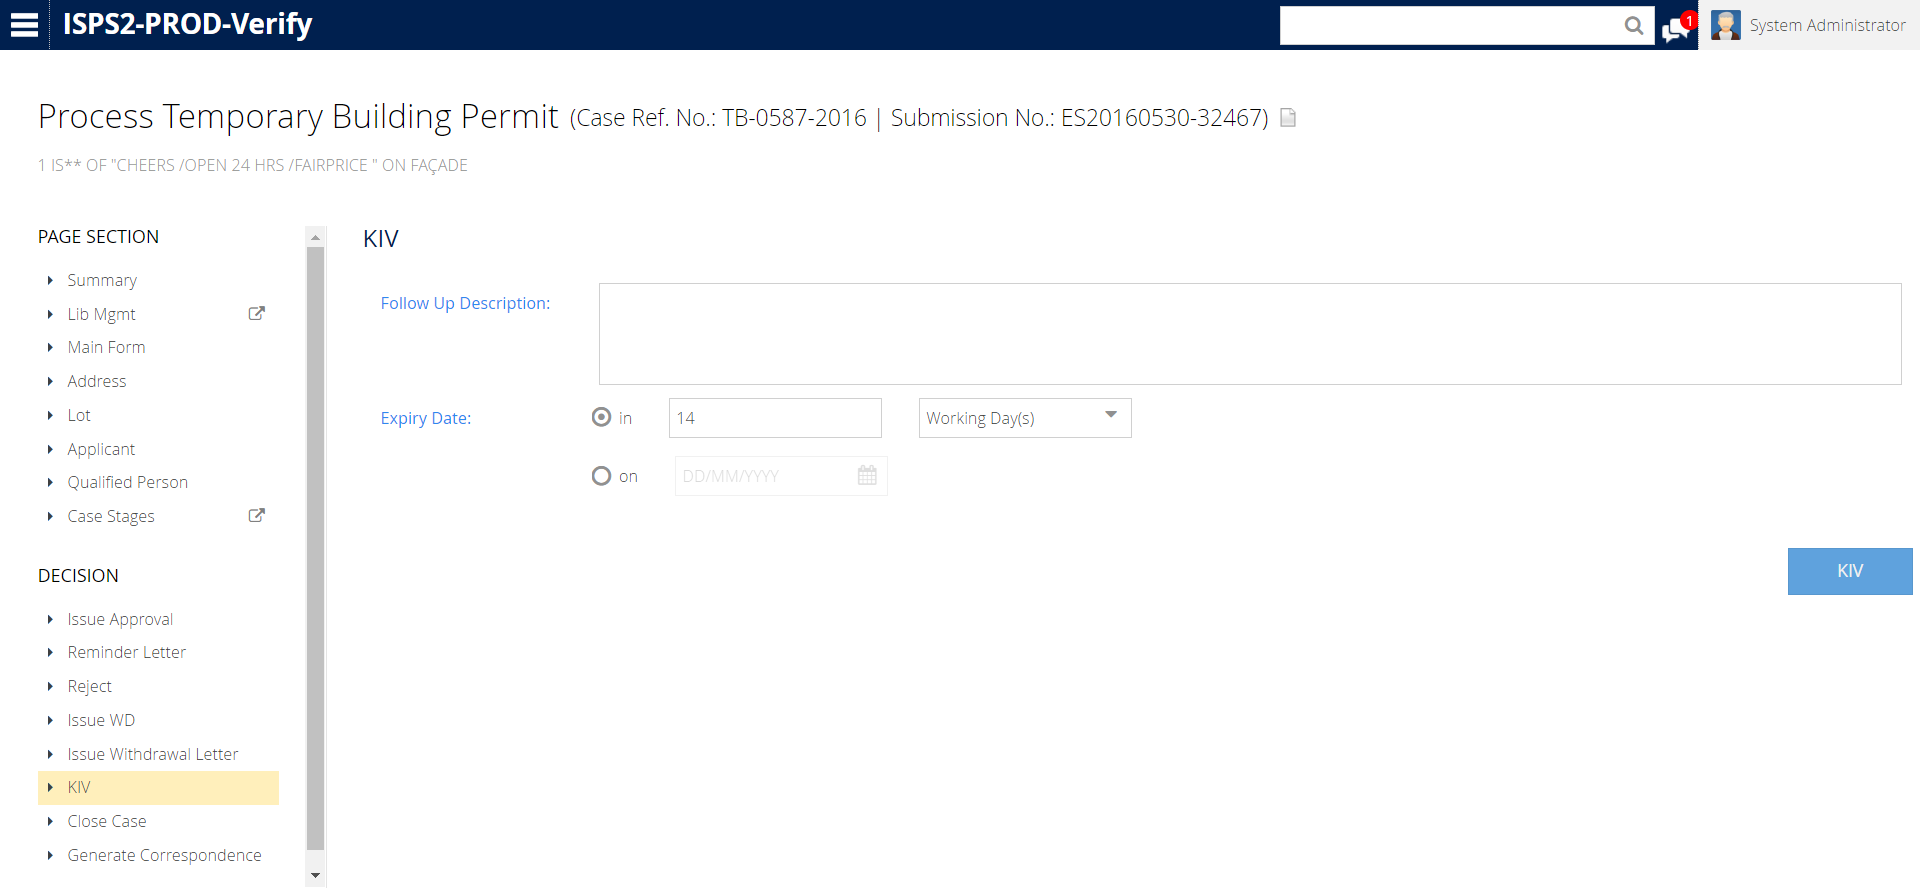 ISPS2-PROD-Verify
1
System Administrator
Process Temporary Building Permit (Case Ref. No.: TB-0587-2016 | Submission No.: ES20160530-32467)
1 IS** OF "CHEERS /OPEN 24 HRS /FAIRPRICE " ON FAÇADE
PAGE SECTION
Summary
Lib Mgmt
Main Form
Address
Lot
Applicant
Qualified Person
Case Stages
DECISION
Issue Approval
Reminder Letter
Reject
Issue WD
Issue Withdrawal Letter
KIV
Close Case
Generate Correspondence
KIV
Follow Up Description:
Expiry Date:
in
14
Working Day(s)
on
DD/MM/YYYY
KIV